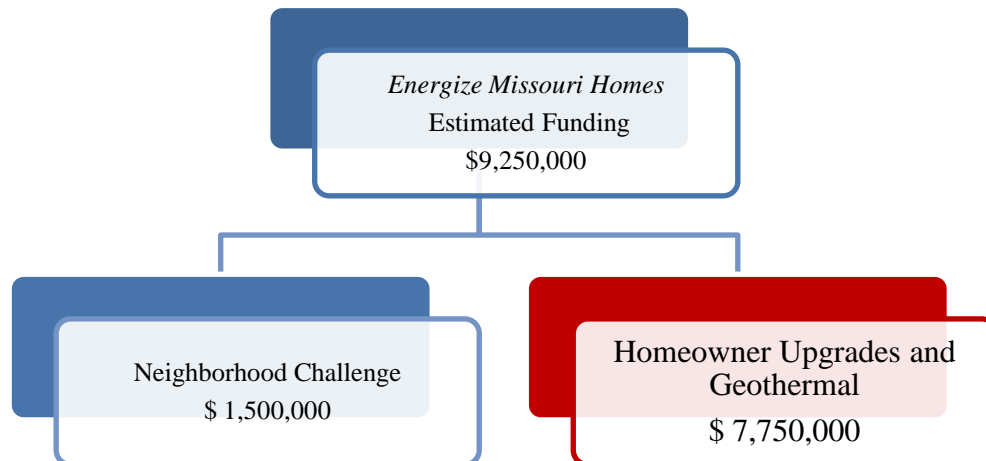 Energize Missouri Homes
Estimated Funding
$9,250,000
Neighborhood Challenge
$ 1,500,000
Homeowner Upgrades and
Geothermal
$ 7,750,000